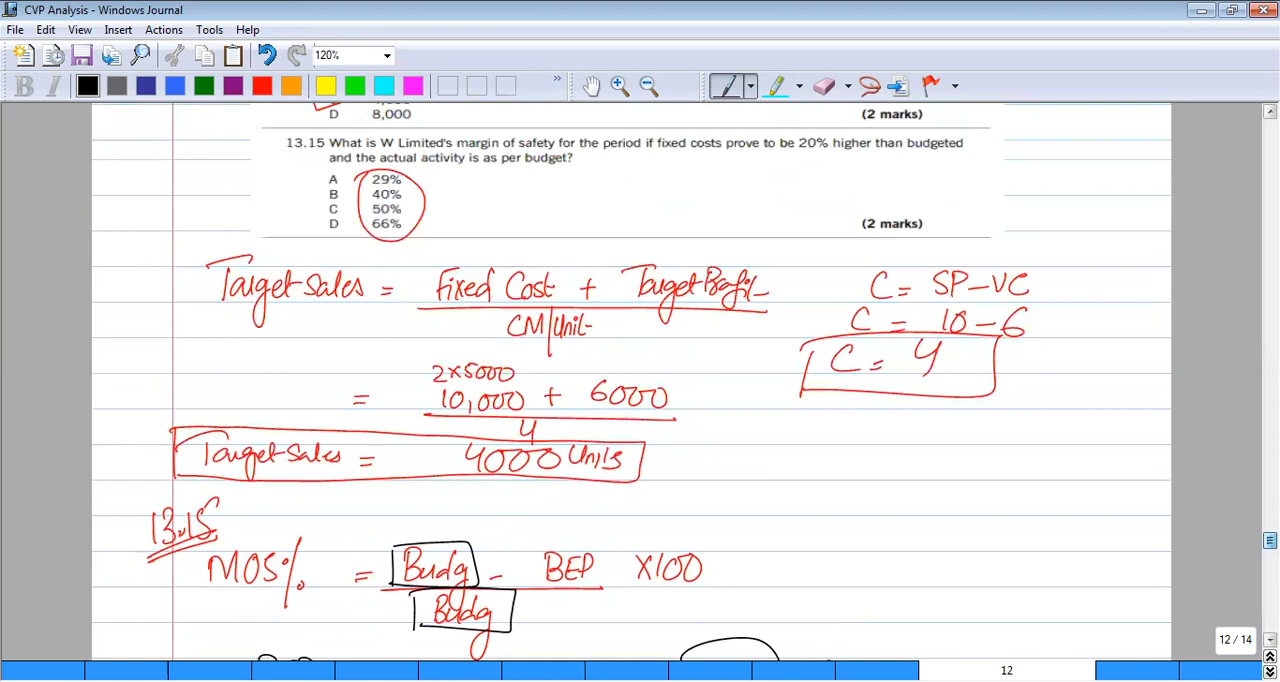 CVP Analysis - Windows Journal
File Edit View Insert Actions Tools Help
120%
B I
D 8,000 (2 marks)
13.15 What is W Limited's margin of safety for the period if fixed costs prove to be 20% higher than budgeted
and the actual activity is as per budget?
A 29%
B 40%
C 50%
D 66% (2 marks)
Target Sales = Fixed Cost + Target Profit
CM/Unit
C = SP - VC
C = 10 - 6
C = 4
2x5000
= 10,000 + 6000
4
Target Sales = 4000 Units
13.15
MOS% = Budg - BEP X100
Budg
12 / 14
12